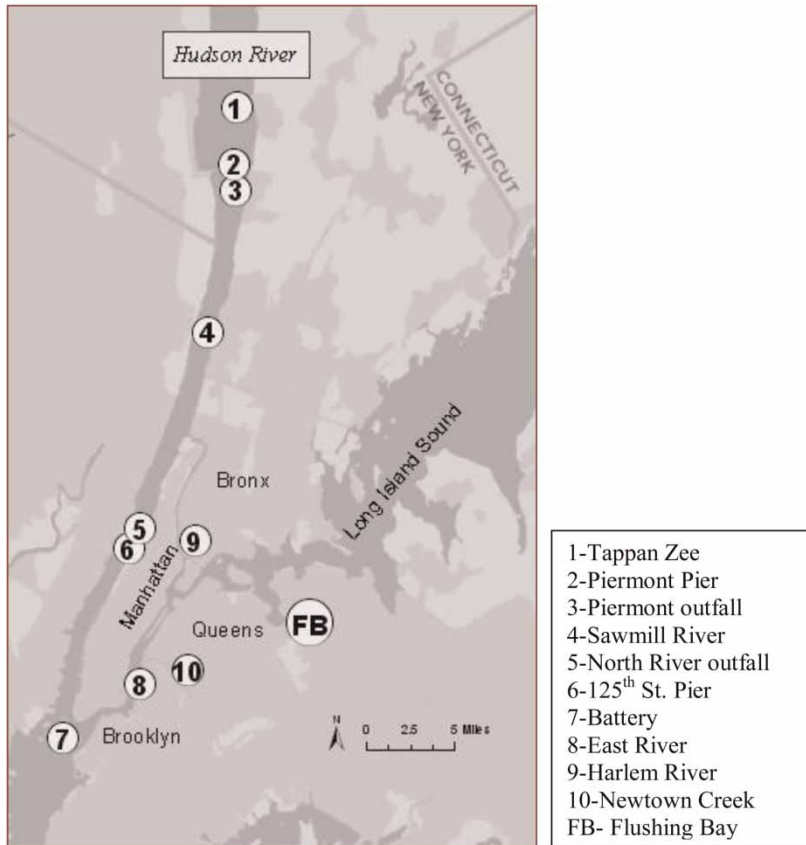 Hudson River
1
CONNECTICUT
NEW YORK
2
3
4
Long Island Sound
Bronx
5
6
9
Manhattan
Queens
FB
8
10
7
Brooklyn
N
0 2.5 5 Miles
1-Tappan Zee
2-Piermont Pier
3-Piermont outfall
4-Sawmill River
5-North River outfall
6-125th St. Pier
7-Battery
8-East River
9-Harlem River
10-Newtown Creek
FB- Flushing Bay